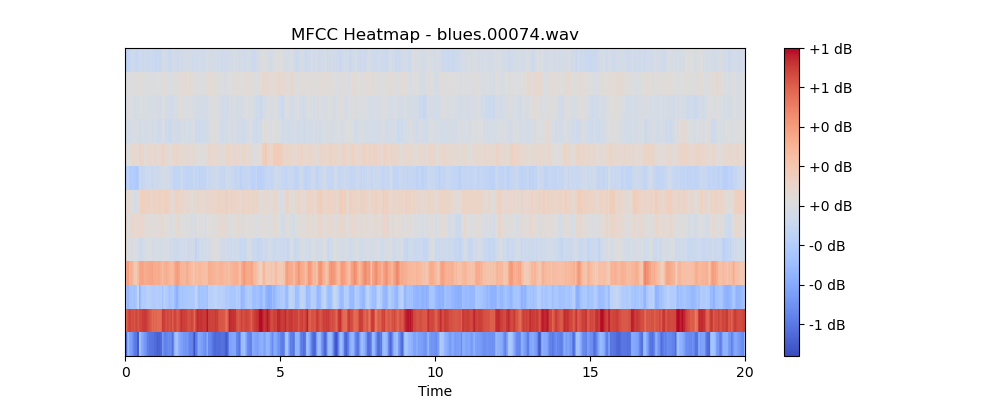 MFCC Heatmap - blues.00074.wav
+1 dB
+1 dB
+0 dB
+0 dB
+0 dB
-0 dB
-0 dB
-1 dB
0 5 10 15 20
Time